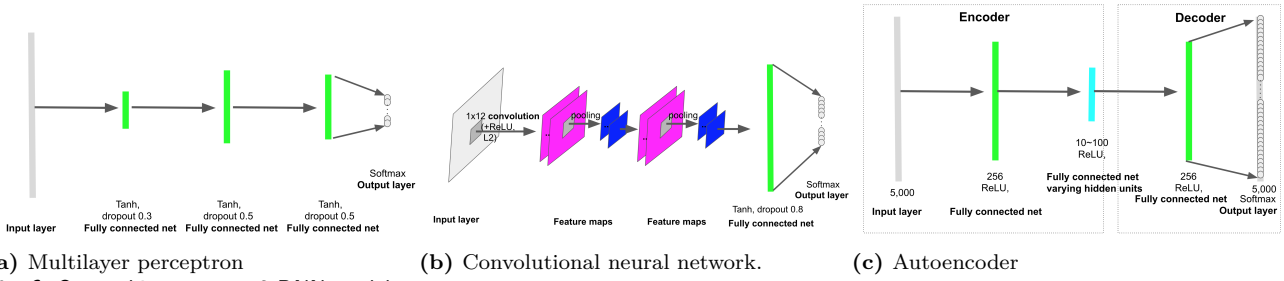 Input layer
Tanh,
dropout 0.3
Fully connected net
Tanh,
dropout 0.5
Fully connected net
Tanh,
dropout 0.5
Fully connected net
Softmax
Output layer
a) Multilayer perceptron
1x12 convolution
(+ReLU,
L2)
pooling
pooling
Input layer
Feature maps
Feature maps
Tanh, dropout 0.8
Fully connected net
Softmax
Output layer
(b) Convolutional neural network.
Encoder
Decoder
5,000
Input layer
256
ReLU,
Fully connected net
10~100
ReLU,
Fully connected net
varying hidden units
256
ReLU,
Fully connected net
5,000
Softmax
Output layer
(c) Autoencoder